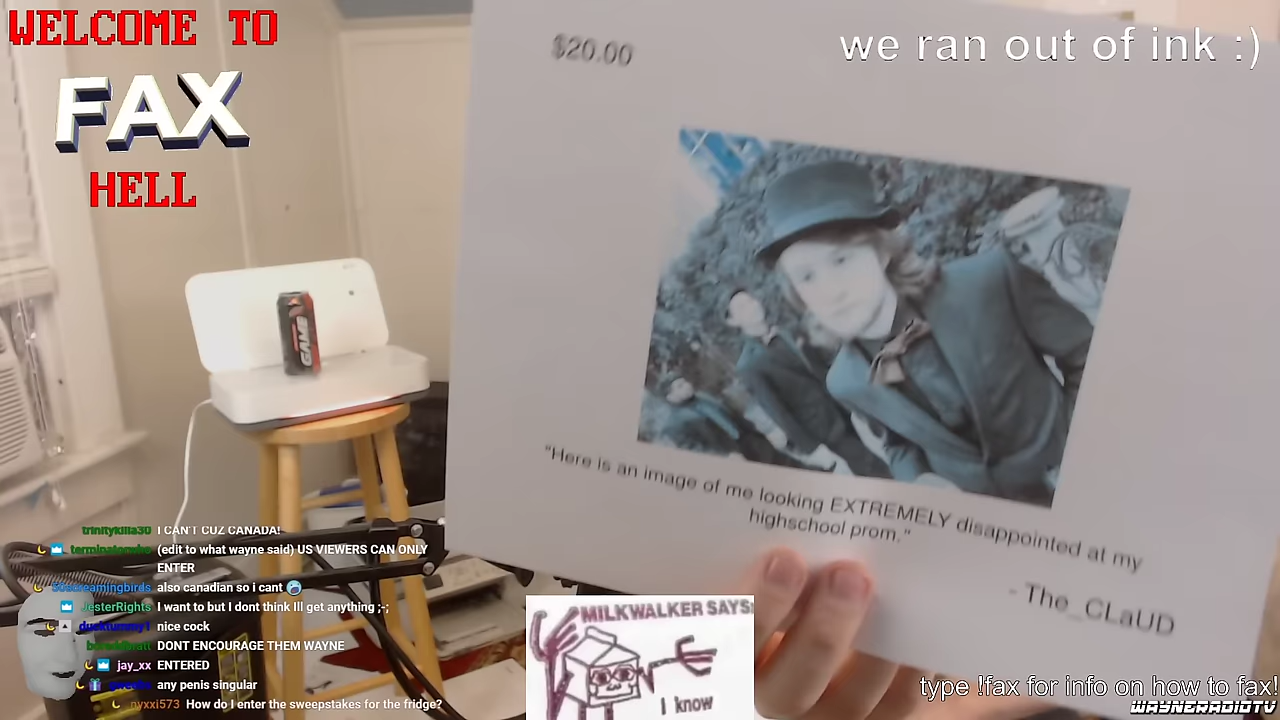 WELCOME TO
FAX
HELL
we ran out of ink :)
$20.00
"Here is an image of me looking EXTREMELY disappointed at my
highschool prom."
- The_CLaUD
GAME
trinitykilla30 I CAN'T CUZ CANADA!
(edit to what wayne said) US VIEWERS CAN ONLY
ENTER
also canadian so i cant
JesterRights I want to but I dont think Ill get anything ;-;
nice cock
DONT ENCOURAGE THEM WAYNE
jay_xx ENTERED
any penis singular
nyxxi573 How do I enter the sweepstakes for the fridge?
MILKWALKER SAYS:
I know
type !fax for info on how to fax!
WAYNERADIOTV